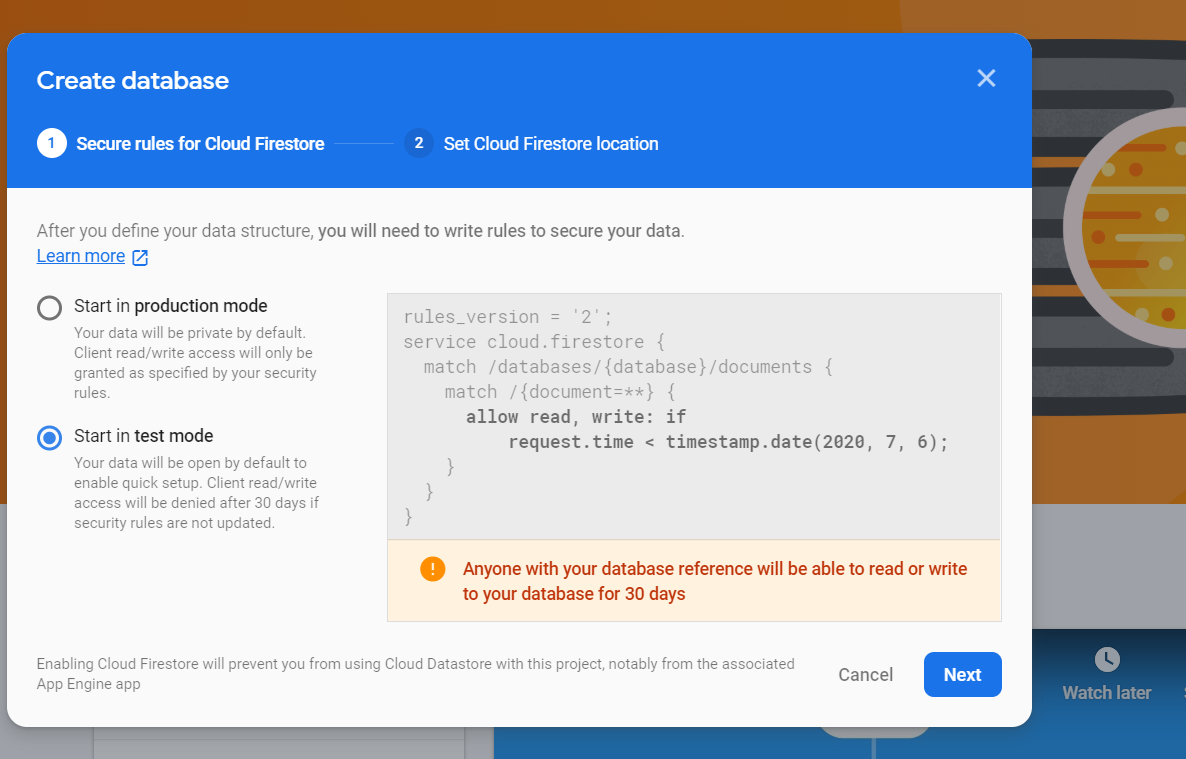 Create database
1 Secure rules for Cloud Firestore
2 Set Cloud Firestore location
After you define your data structure, you will need to write rules to secure your data.
Learn more
Start in production mode
Your data will be private by default.
Client read/write access will only be
granted as specified by your security
rules.
Start in test mode
Your data will be open by default to
enable quick setup. Client read/write
access will be denied after 30 days if
security rules are not updated.
rules_version = '2';
service cloud.firestore {
  match /databases/{database}/documents {
    match /{document=**} {
      allow read, write: if
          request.time < timestamp.date(2020, 7, 6);
    }
  }
}
Anyone with your database reference will be able to read or write
to your database for 30 days
Enabling Cloud Firestore will prevent you from using Cloud Datastore with this project, notably from the associated
App Engine app
Cancel
Next
Watch later